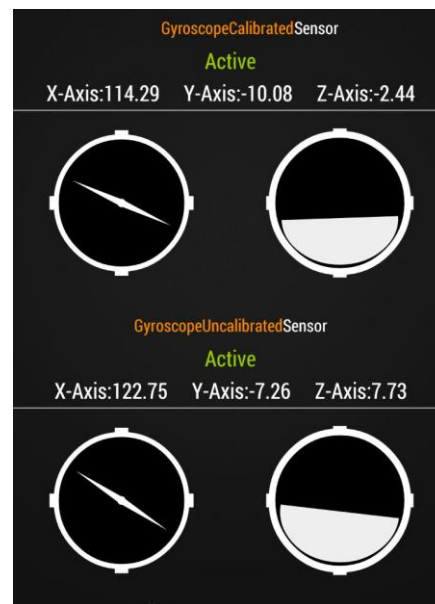 GyroscopeCalibratedSensor
Active
X-Axis:114.29 Y-Axis:-10.08 Z-Axis:-2.44
GyroscopeUncalibratedSensor
Active
X-Axis:122.75 Y-Axis:-7.26 Z-Axis:7.73